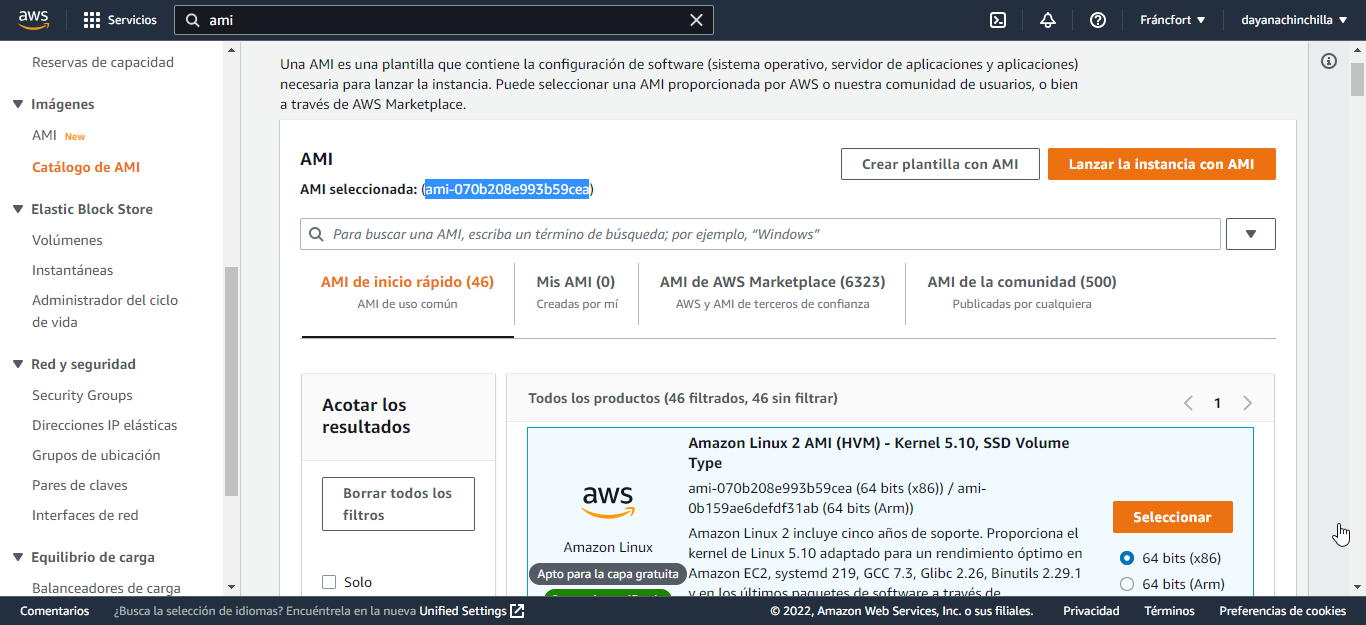 aws
Servicios
ami
Fráncfort
dayanachinchilla
Reservas de capacidad
Imágenes
AMI New
Catálogo de AMI
Elastic Block Store
Volúmenes
Instantáneas
Administrador del ciclo
de vida
Red y seguridad
Security Groups
Direcciones IP elásticas
Grupos de ubicación
Pares de claves
Interfaces de red
Equilibrio de carga
Balanceadores de carga
Una AMI es una plantilla que contiene la configuración de software (sistema operativo, servidor de aplicaciones y aplicaciones)
necesaria para lanzar la instancia. Puede seleccionar una AMI proporcionada por AWS o nuestra comunidad de usuarios, o bien
a través de AWS Marketplace.
AMI
AMI seleccionada: (ami-070b208e993b59cea)
Crear plantilla con AMI
Lanzar la instancia con AMI
Para buscar una AMI, escriba un término de búsqueda; por ejemplo, “Windows”
AMI de inicio rápido (46)
AMI de uso común
Mis AMI (0)
Creadas por mí
AMI de AWS Marketplace (6323)
AWS y AMI de terceros de confianza
AMI de la comunidad (500)
Publicadas por cualquiera
Acotar los
resultados
Borrar todos los
filtros
Solo
Todos los productos (46 filtrados, 46 sin filtrar)
1
aws
Amazon Linux
Apto para la capa gratuita
Amazon Linux 2 AMI (HVM) - Kernel 5.10, SSD Volume
Type
ami-070b208e993b59cea (64 bits (x86)) / ami-
0b159ae6defdf31ab (64 bits (Arm))
Amazon Linux 2 incluye cinco años de soporte. Proporciona el
kernel de Linux 5.10 adaptado para un rendimiento óptimo en
Amazon EC2, systemd 219, GCC 7.3, Glibc 2.26, Binutils 2.29.1
y en los últimos paquetes de software a través de
Seleccionar
64 bits (x86)
64 bits (Arm)
Comentarios
¿Busca la selección de idiomas? Encuéntrela en la nueva Unified Settings
© 2022, Amazon Web Services, Inc. o sus filiales.
Privacidad
Términos
Preferencias de cookies